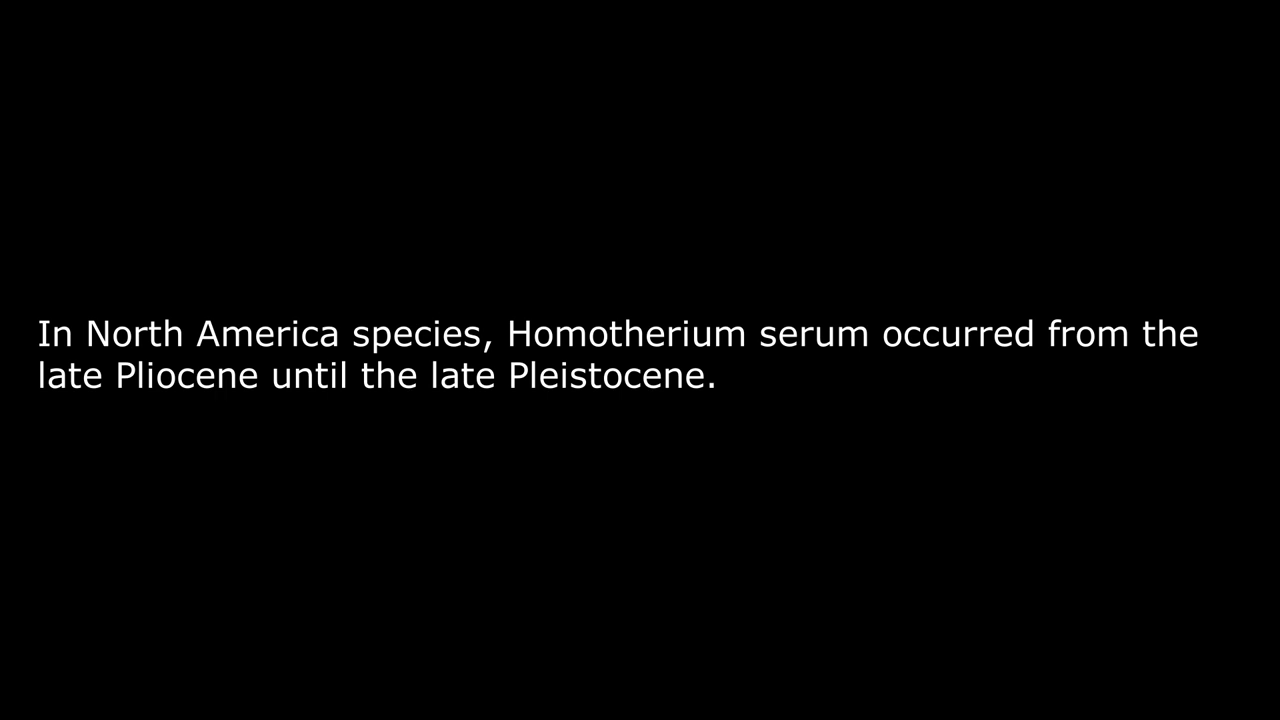 In North America species, Homotherium serum occurred from the
late Pliocene until the late Pleistocene.